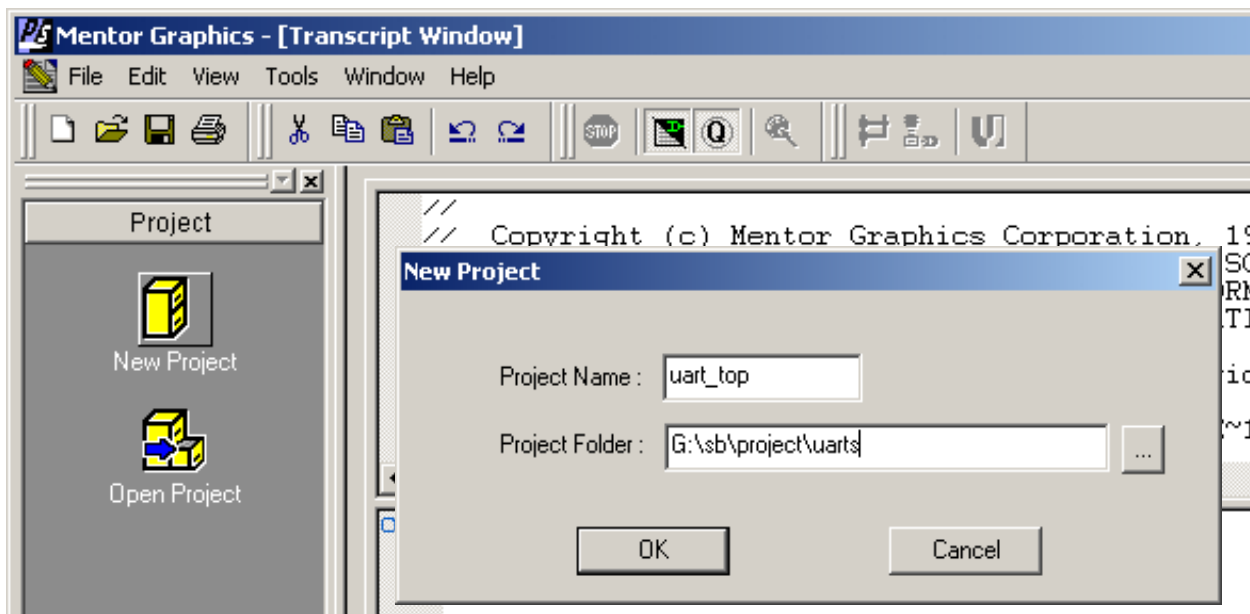 Mentor Graphics - [Transcript Window]
File Edit View Tools Window Help
STOP Q
Project
New Project
Open Project
//
// Copyright (c) Mentor Graphics Corporation, 19
New Project
Project Name : uart_top
Project Folder : G:\sb\project\uarts ...
OK Cancel